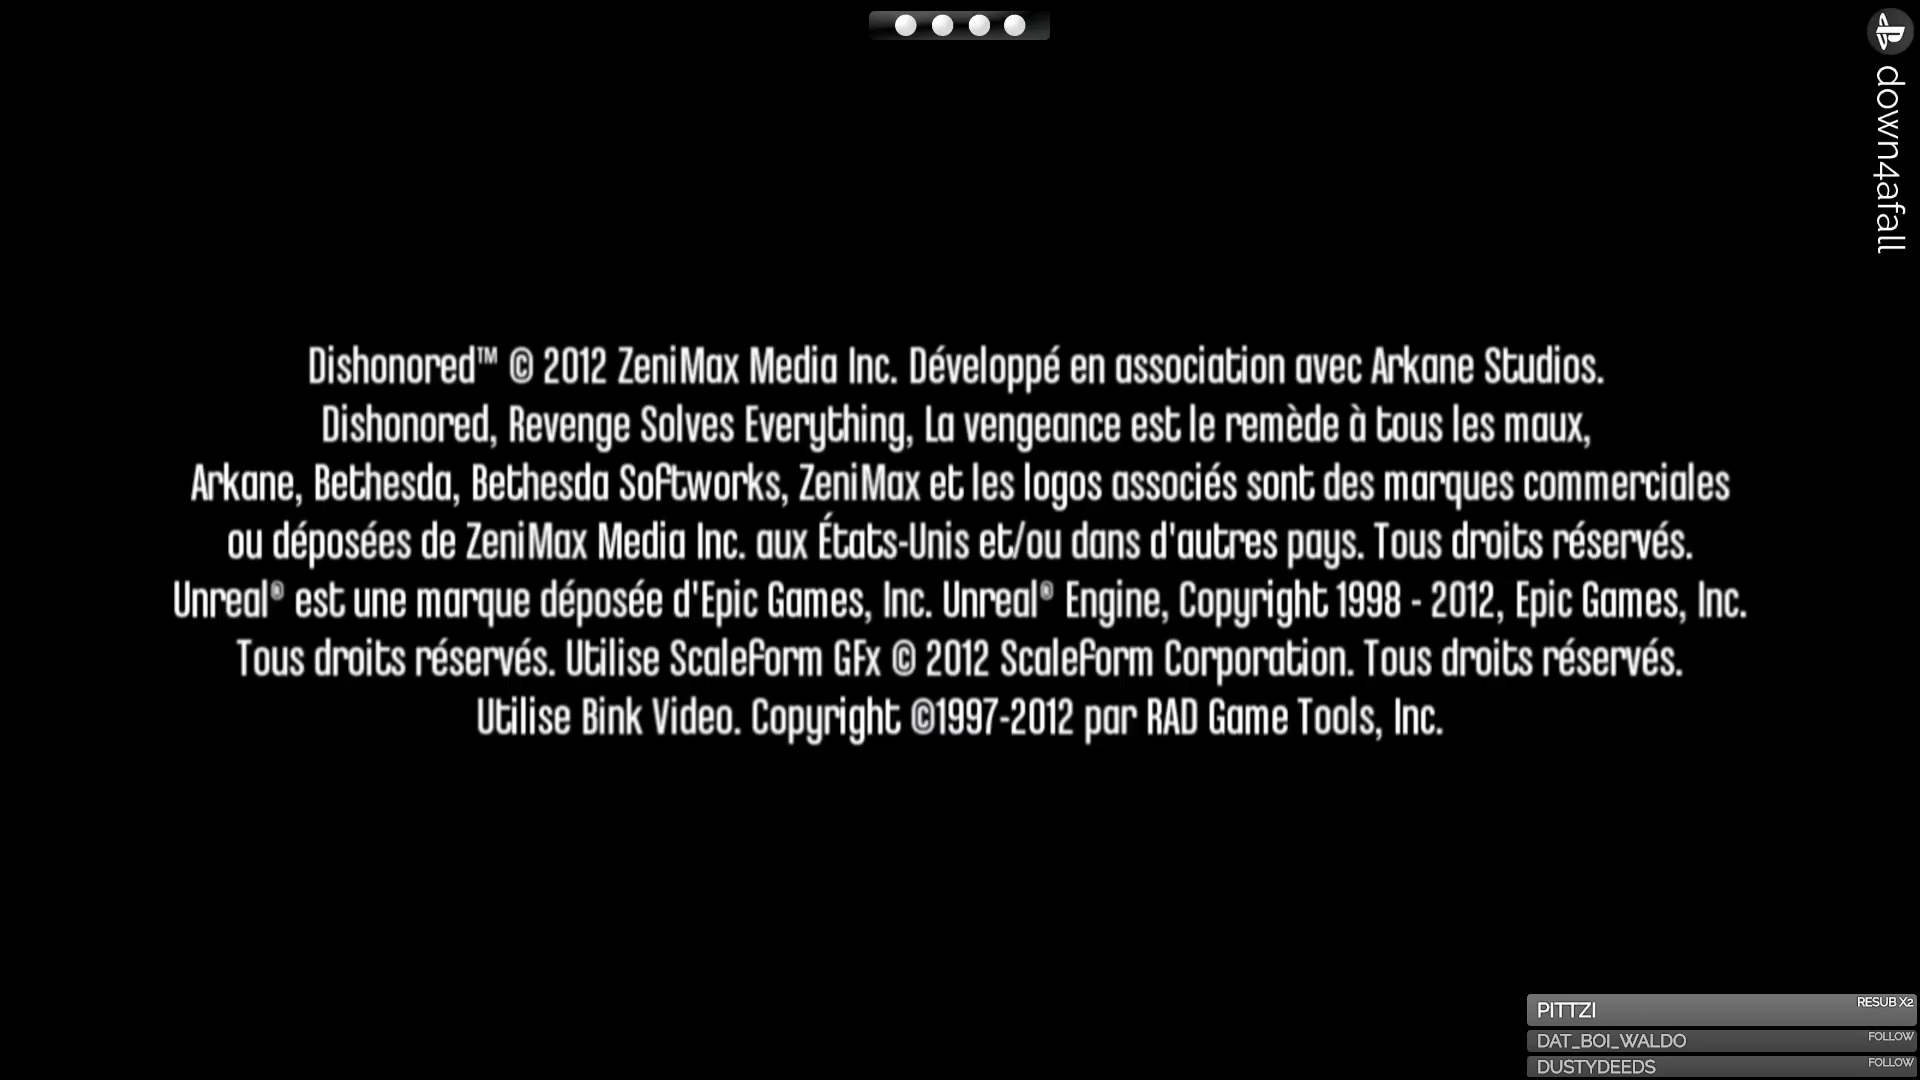 down4afall
Dishonored™ © 2012 ZeniMax Media Inc. Développé en association avec Arkane Studios.
Dishonored, Revenge Solves Everything, La vengeance est le remède à tous les maux,
Arkane, Bethesda, Bethesda Softworks, ZeniMax et les logos associés sont des marques commerciales
ou déposées de ZeniMax Media Inc. aux États-Unis et/ou dans d'autres pays. Tous droits réservés.
Unreal® est une marque déposée d'Epic Games, Inc. Unreal® Engine, Copyright 1998 - 2012, Epic Games, Inc.
Tous droits réservés. Utilise Scaleform GFx © 2012 Scaleform Corporation. Tous droits réservés.
Utilise Bink Video. Copyright ©1997-2012 par RAD Game Tools, Inc.
PITTZI RESUB X2
DAT_BOI_WALDO FOLLOW
DUSTYDEEDS FOLLOW